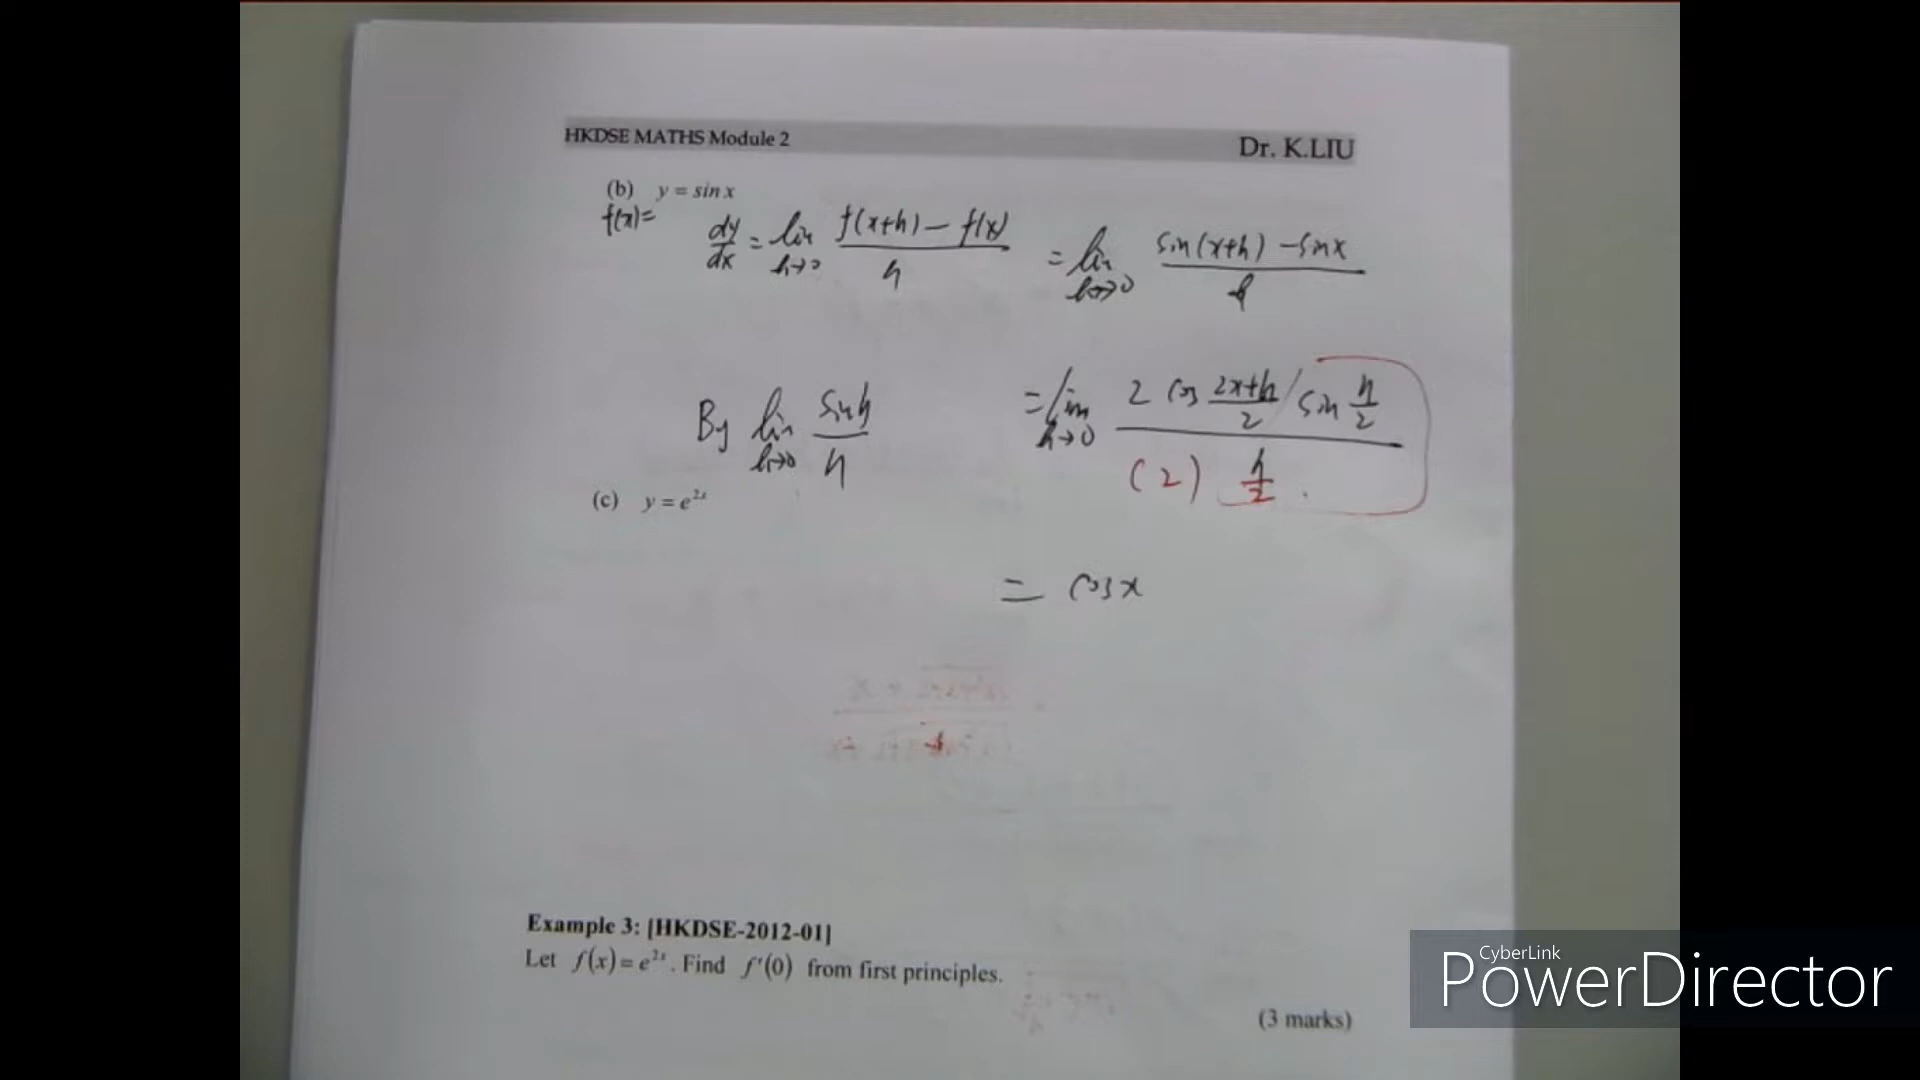 HKDSE MATHS Module 2 Dr. K.LIU
(b) y = sin x
f(x)=
dy/dx = lim h→0 (f(x+h) − f(x))/h = lim h→0 (sin(x+h) − sin x)/h
By lim h→0 sin h/h = lim h→0 (2 cos (2x+h)/2 sin h/2)/((2) h/2)
(c) y = e^{2x}
= cos x
Example 3: [HKDSE-2012-01]
Let f(x) = e^{2x}. Find f'(0) from first principles.
(3 marks)
CyberLink
PowerDirector